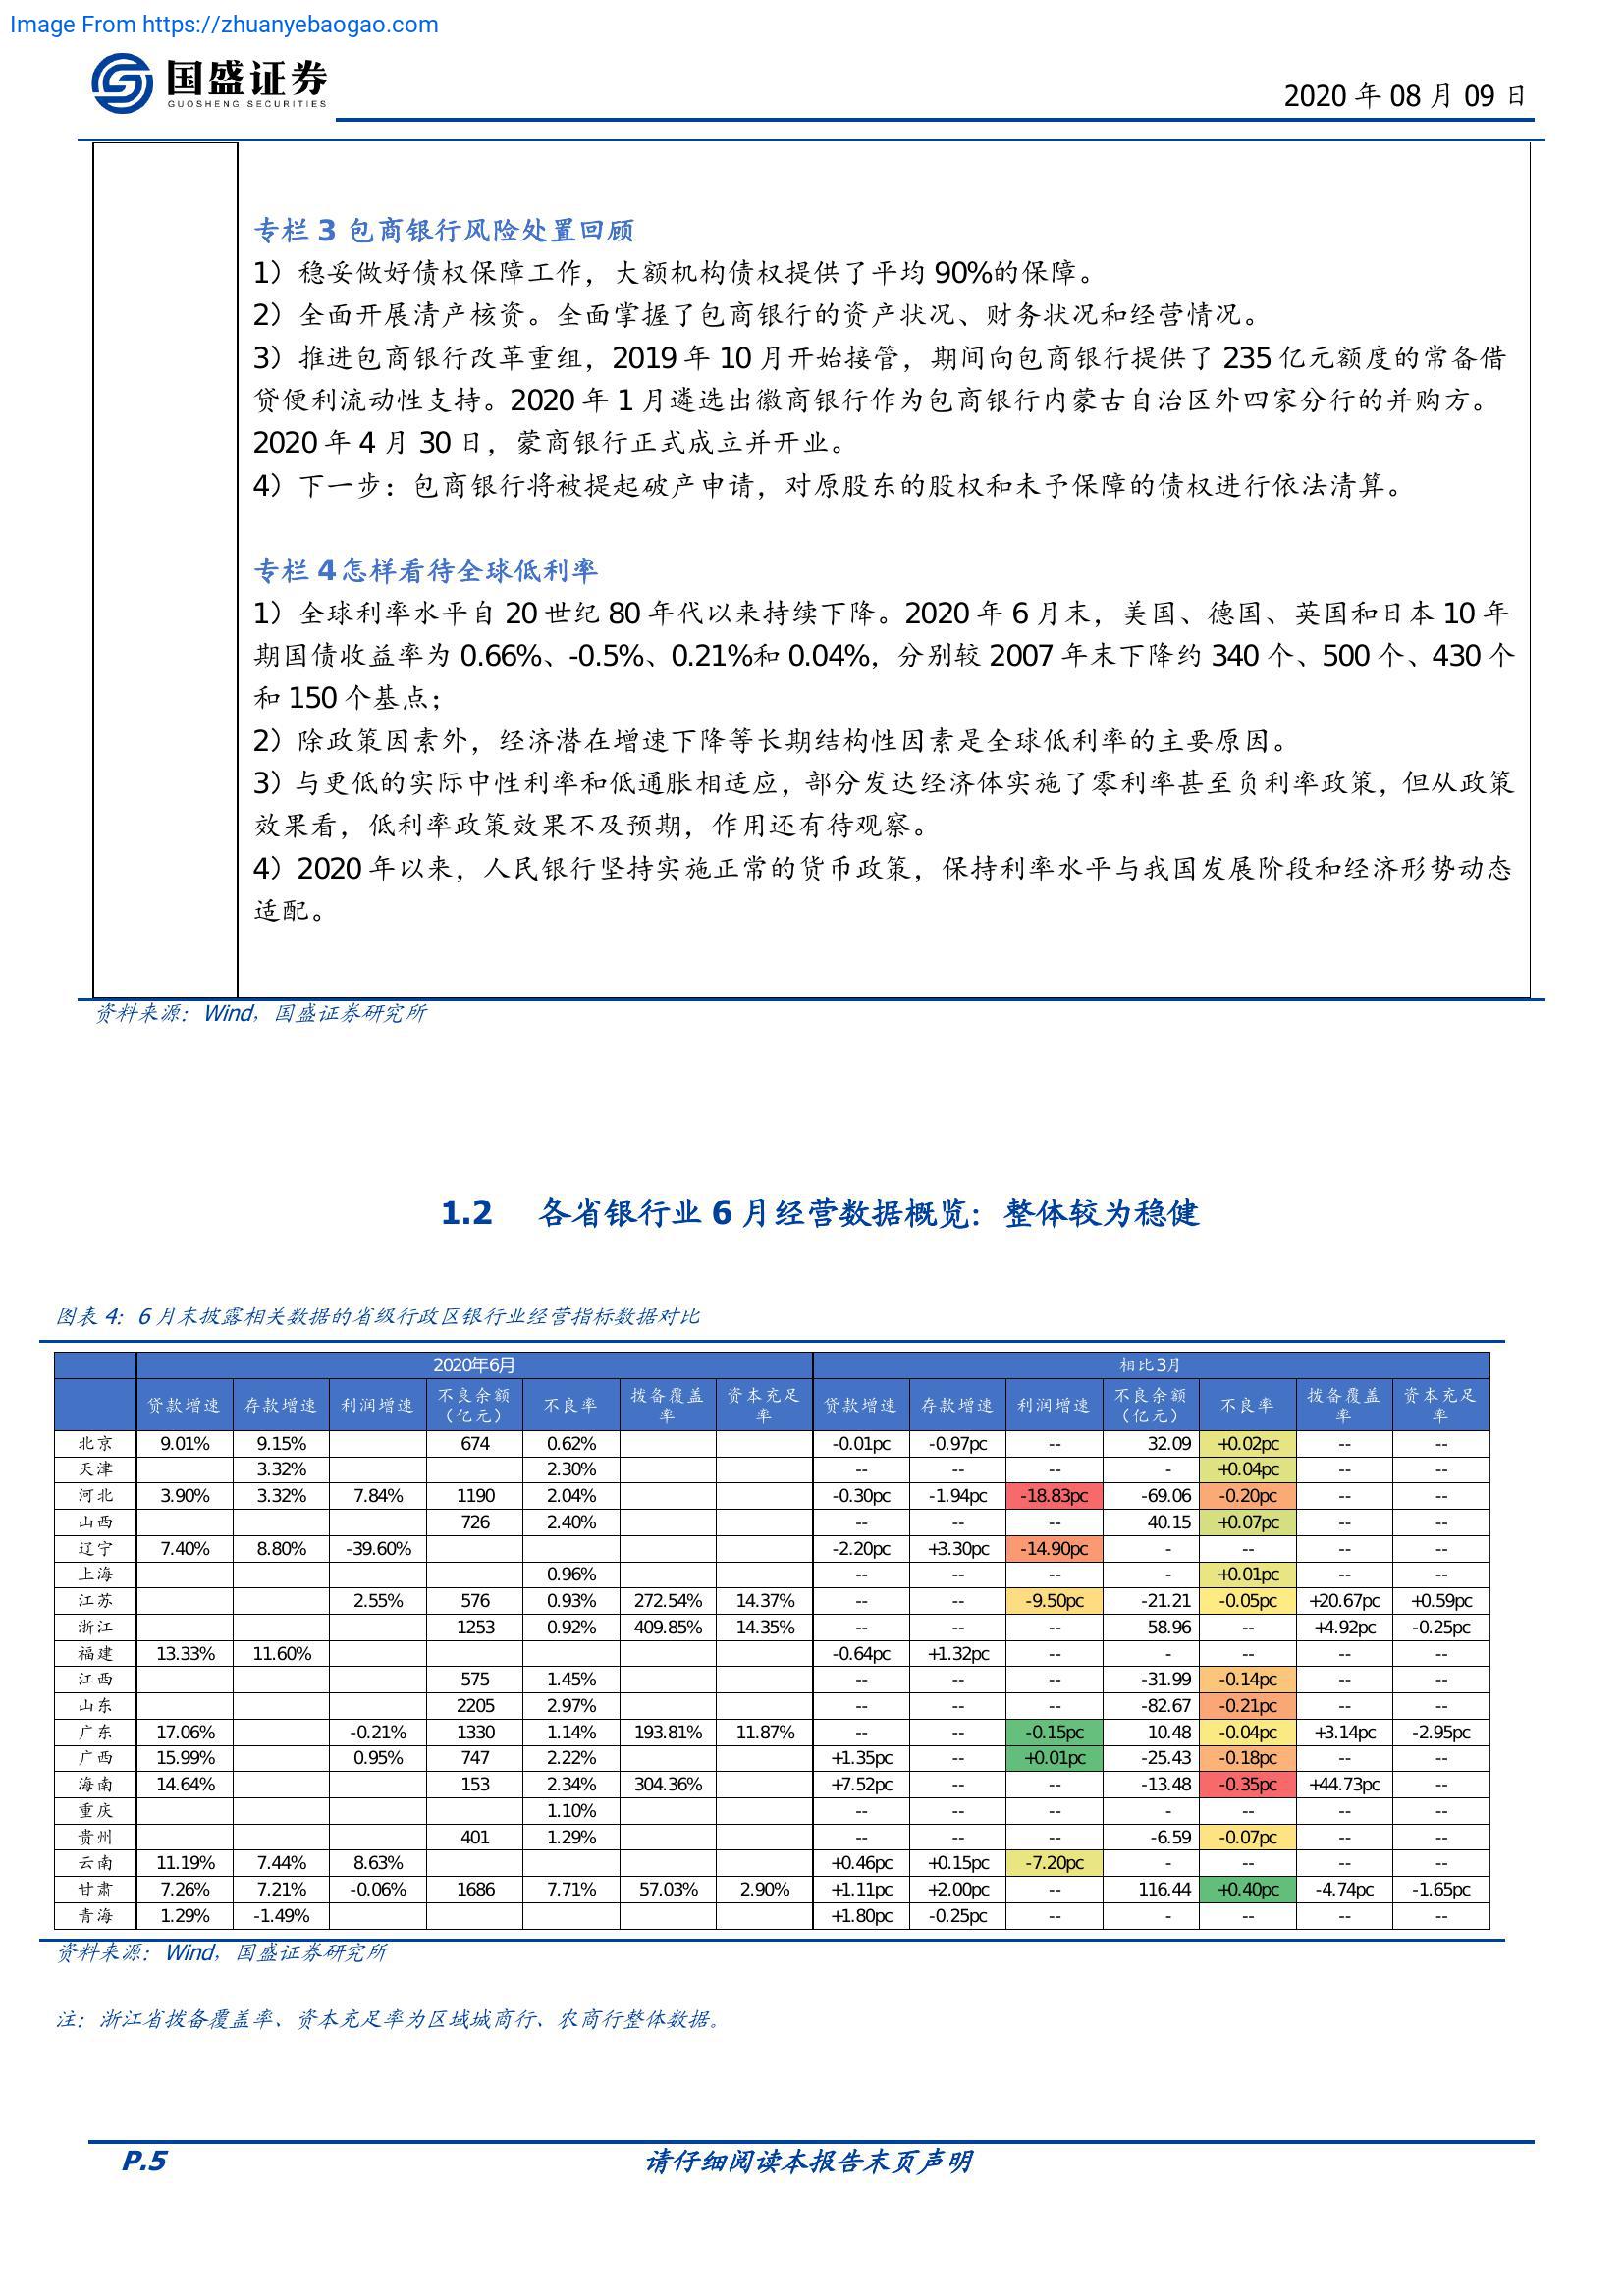 Image From https://zhuanyebaogao.com
国盛证券
GUOSHENG SECURITIES
2020 年 08 月 09 日
专栏 3 包商银行风险处置回顾
1）稳妥做好债权保障工作，大额机构债权提供了平均 90%的保障。
2）全面开展清产核资。全面掌握了包商银行的资产状况、财务状况和经营情况。
3）推进包商银行改革重组，2019 年 10 月开始接管，期间向包商银行提供了 235 亿元额度的常备借
贷便利流动性支持。2020 年 1 月遴选出徽商银行作为包商银行内蒙古自治区外四家分行的并购方。
2020 年 4 月 30 日，蒙商银行正式成立并开业。
4）下一步：包商银行将被提起破产申请，对原股东的股权和未予保障的债权进行依法清算。
专栏 4 怎样看待全球低利率
1）全球利率水平自 20 世纪 80 年代以来持续下降。2020 年 6 月末，美国、德国、英国和日本 10 年
期国债收益率为 0.66%、-0.5%、0.21%和 0.04%，分别较 2007 年末下降约 340 个、500 个、430 个
和 150 个基点；
2）除政策因素外，经济潜在增速下降等长期结构性因素是全球低利率的主要原因。
3）与更低的实际中性利率和低通胀相适应，部分发达经济体实施了零利率甚至负利率政策，但从政策
效果看，低利率政策效果不及预期，作用还有待观察。
4）2020 年以来，人民银行坚持实施正常的货币政策，保持利率水平与我国发展阶段和经济形势动态
适配。
资料来源：Wind，国盛证券研究所
1.2 各省银行业 6 月经营数据概览：整体较为稳健
图表 4：6 月末披露相关数据的省级行政区银行业经营指标数据对比
2020年6月 相比3月
贷款增速 存款增速 利润增速 不良余额（亿元） 不良率 拨备覆盖率 资本充足率 贷款增速 存款增速 利润增速 不良余额（亿元） 不良率 拨备覆盖率 资本充足率
北京 9.01% 9.15% 674 0.62% -0.01pc -0.97pc -- 32.09 +0.02pc -- --
天津 3.32% 2.30% -- -- -- - +0.04pc -- --
河北 3.90% 3.32% 7.84% 1190 2.04% -0.30pc -1.94pc -18.83pc -69.06 -0.20pc -- --
山西 726 2.40% -- -- -- 40.15 +0.07pc -- --
辽宁 7.40% 8.80% -39.60% -2.20pc +3.30pc -14.90pc - -- -- --
上海 0.96% -- -- -- - +0.01pc -- --
江苏 2.55% 576 0.93% 272.54% 14.37% -- -- -9.50pc -21.21 -0.05pc +20.67pc +0.59pc
浙江 1253 0.92% 409.85% 14.35% -- -- -- 58.96 -- +4.92pc -0.25pc
福建 13.33% 11.60% -0.64pc +1.32pc -- - -- -- --
江西 575 1.45% -- -- -- -31.99 -0.14pc -- --
山东 2205 2.97% -- -- -- -82.67 -0.21pc -- --
广东 17.06% -0.21% 1330 1.14% 193.81% 11.87% -- -- -0.15pc 10.48 -0.04pc +3.14pc -2.95pc
广西 15.99% 0.95% 747 2.22% +1.35pc -- +0.01pc -25.43 -0.18pc -- --
海南 14.64% 153 2.34% 304.36% +7.52pc -- -- -13.48 -0.35pc +44.73pc --
重庆 1.10% -- -- -- - -- -- --
贵州 401 1.29% -- -- -- -6.59 -0.07pc -- --
云南 11.19% 7.44% 8.63% +0.46pc +0.15pc -7.20pc - -- -- --
甘肃 7.26% 7.21% -0.06% 1686 7.71% 57.03% 2.90% +1.11pc +2.00pc -- 116.44 +0.40pc -4.74pc -1.65pc
青海 1.29% -1.49% +1.80pc -0.25pc -- - -- -- --
资料来源：Wind，国盛证券研究所
注：浙江省拨备覆盖率、资本充足率为区域城商行、农商行整体数据。
P.5 请仔细阅读本报告末页声明